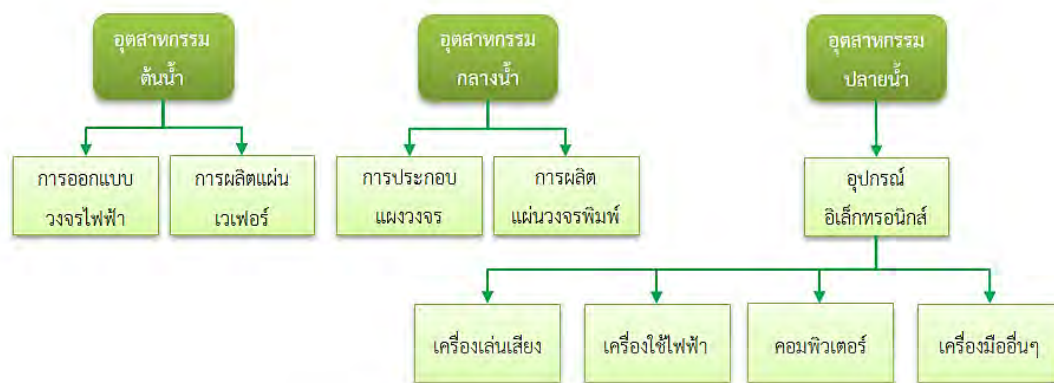 อุตสาหกรรม
ต้นน้ำ
อุตสาหกรรม
กลางน้ำ
อุตสาหกรรม
ปลายน้ำ
การออกแบบ
วงจรไฟฟ้า
การผลิตแผ่น
เวเฟอร์
การประกอบ
แผงวงจร
การผลิต
แผ่นวงจรพิมพ์
อุปกรณ์
อิเล็กทรอนิกส์
เครื่องเล่นเสียง
เครื่องใช้ไฟฟ้า
คอมพิวเตอร์
เครื่องมืออื่นๆ